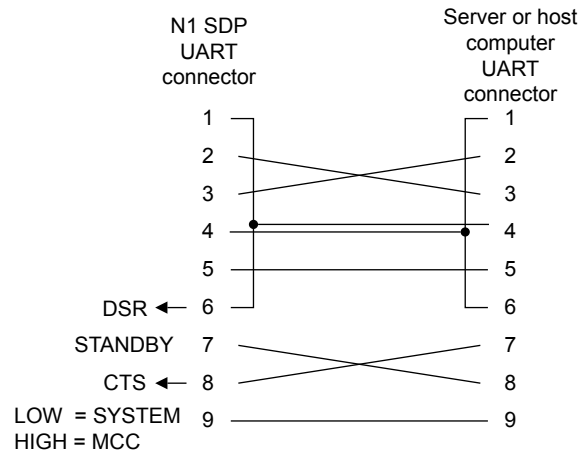 N1 SDP
UART
connector
Server or host
computer
UART
connector
1 1
2 2
3 3
4 4
5 5
DSR 6 6
STANDBY 7 7
CTS 8 8
LOW = SYSTEM 9 9
HIGH = MCC